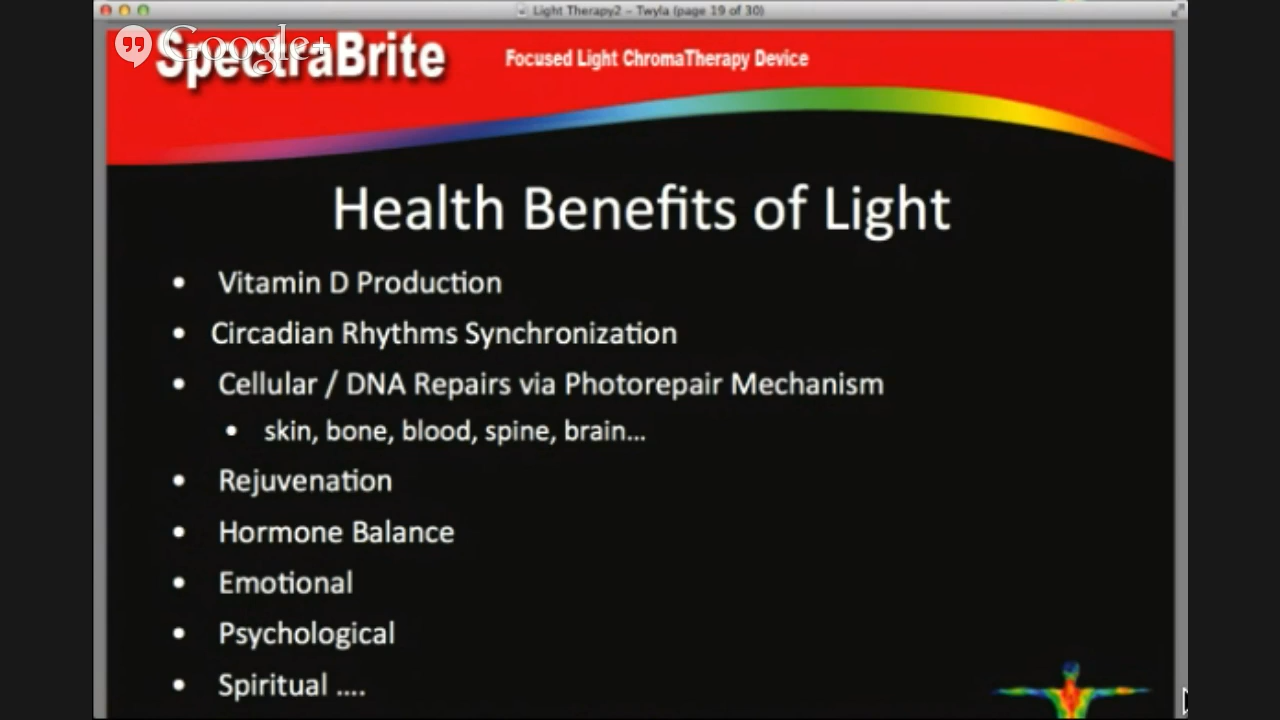 Light Therapy2 – Twyla (page 19 of 30)
Google+
SpectraBrite
Focused Light ChromaTherapy Device
Health Benefits of Light
• Vitamin D Production
• Circadian Rhythms Synchronization
• Cellular / DNA Repairs via Photorepair Mechanism
• skin, bone, blood, spine, brain...
• Rejuvenation
• Hormone Balance
• Emotional
• Psychological
• Spiritual ....